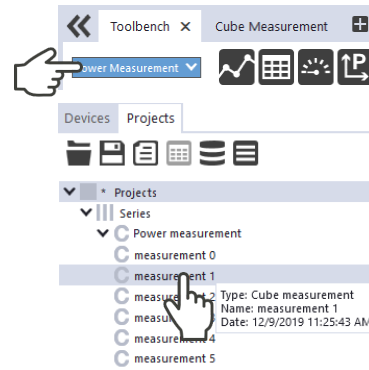 Toolbench × Cube Measurement
Power Measurement
Devices Projects
* Projects
Series
Power measurement
measurement 0
measurement 1
Type: Cube measurement
Name: measurement 1
Date: 12/9/2019 11:25:43 AM
measurement 4
measurement 5